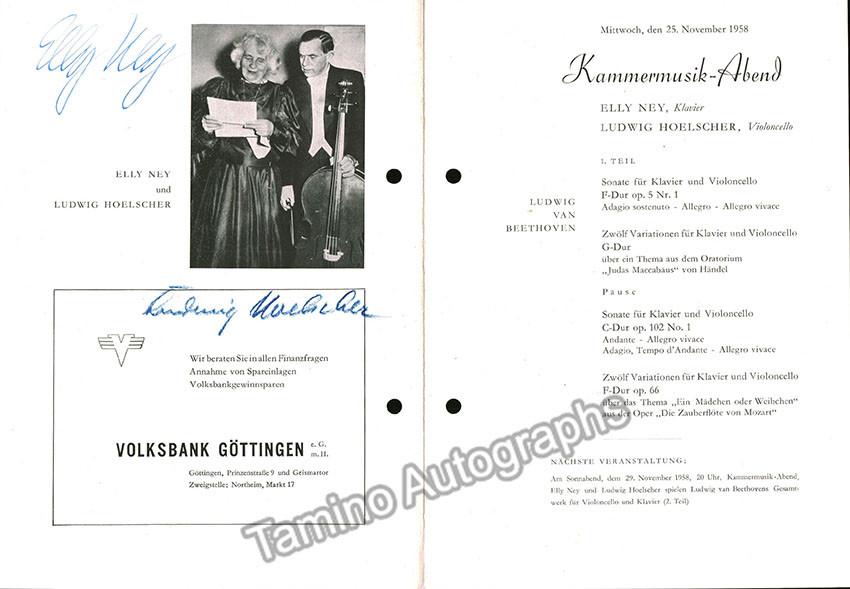 Elly Ney
ELLY NEY
und
LUDWIG HOELSCHER
Ludwig Hoelscher
Wir beraten Sie in allen Finanzfragen
Annahme von Spareinlagen
Volksbankgewinnsparen
VOLKSBANK GÖTTINGEN e. G. m. H.
Göttingen, Prinzenstraße 9 und Geismartor
Zweigstelle: Northeim, Markt 17
Mittwoch, den 25. November 1958
Kammermusik-Abend
ELLY NEY, Klavier
LUDWIG HOELSCHER, Violoncello
LUDWIG
VAN
BEETHOVEN
I. TEIL
Sonate für Klavier und Violoncello
F-Dur op. 5 Nr. 1
Adagio sostenuto - Allegro - Allegro vivace
Zwölf Variationen für Klavier und Violoncello
G-Dur
über ein Thema aus dem Oratorium
„Judas Maccabäus“ von Händel
Pause
Sonate für Klavier und Violoncello
C-Dur op. 102 No. 1
Andante - Allegro vivace
Adagio, Tempo d'Andante - Allegro vivace
Zwölf Variationen für Klavier und Violoncello
F-Dur op. 66
über das Thema „Ein Mädchen oder Weibchen“
aus der Oper „Die Zauberflöte von Mozart“
NÄCHSTE VERANSTALTUNG:
Am Sonnabend, dem 29. November 1958, 20 Uhr, Kammermusik-Abend,
Elly Ney und Ludwig Hoelscher spielen Ludwig van Beethovens Gesamt-
werk für Violoncello und Klavier (2. Teil)
Tamino Autographs